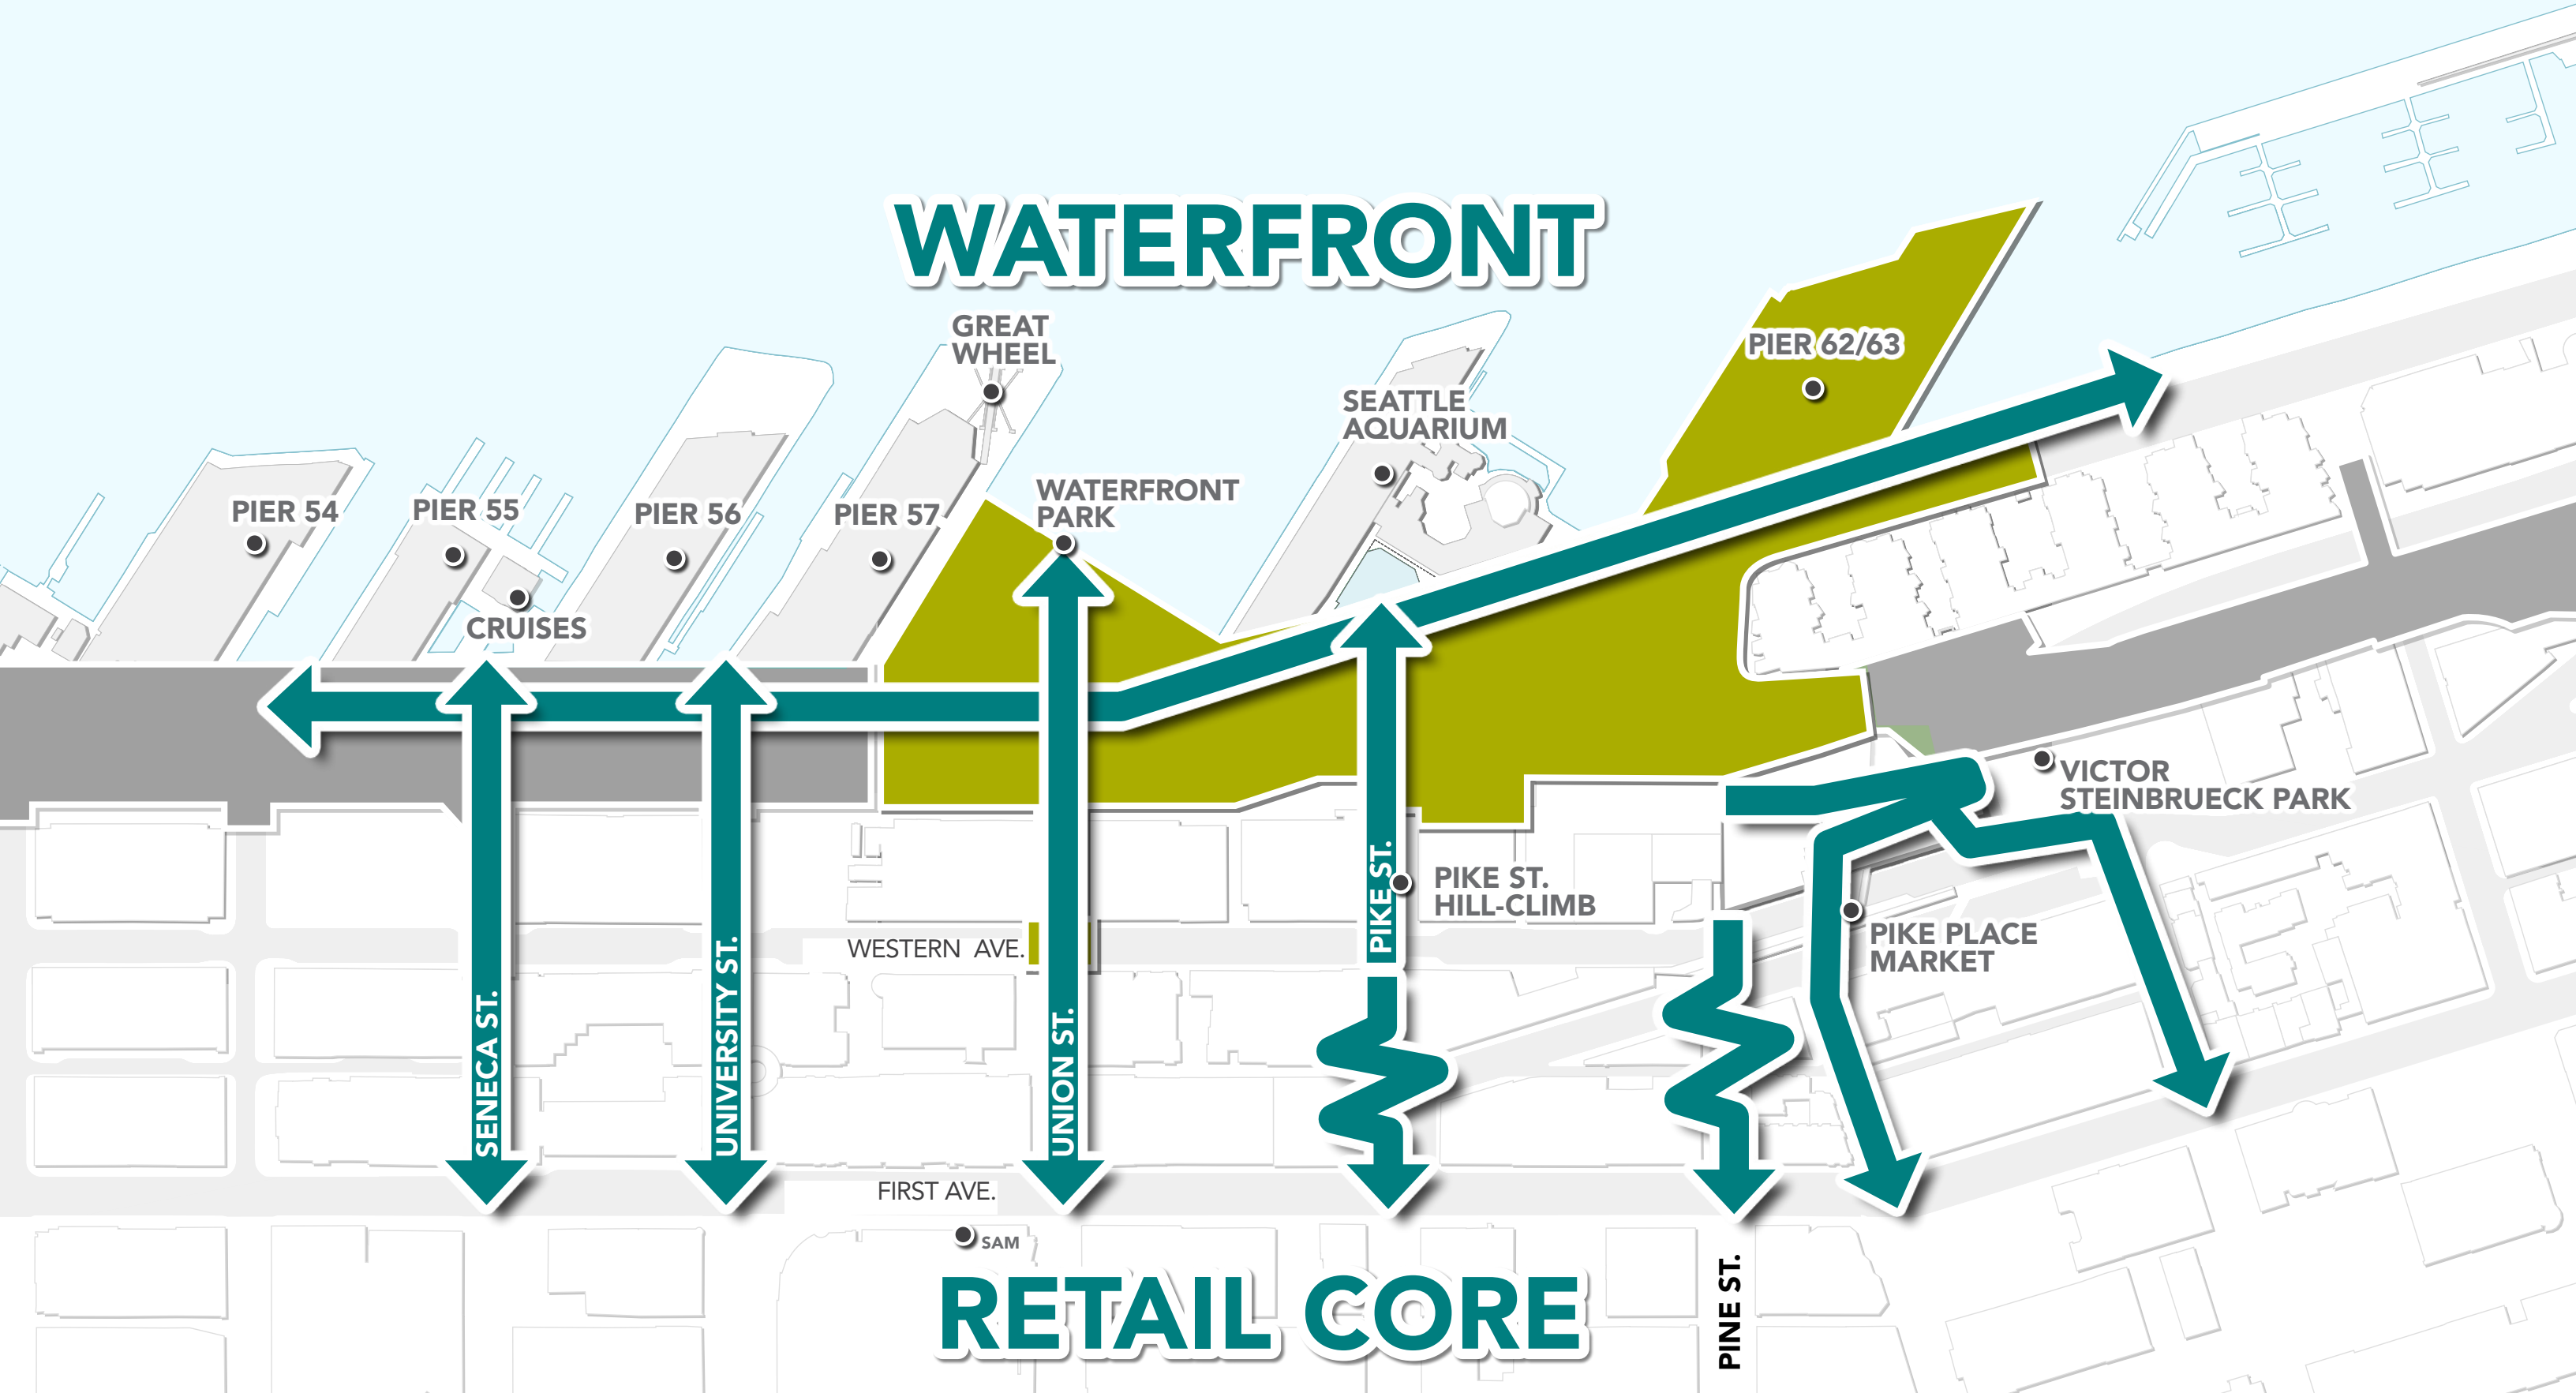 WATERFRONT
GREAT
WHEEL
PIER 62/63
SEATTLE
AQUARIUM
WATERFRONT
PARK
PIER 54
PIER 55
PIER 56
PIER 57
CRUISES
VICTOR
STEINBRUECK PARK
PIKE ST.
PIKE ST.
HILL-CLIMB
WESTERN AVE.
PIKE PLACE
MARKET
SENECA ST.
UNIVERSITY ST.
UNION ST.
FIRST AVE.
SAM
RETAIL CORE
PINE ST.